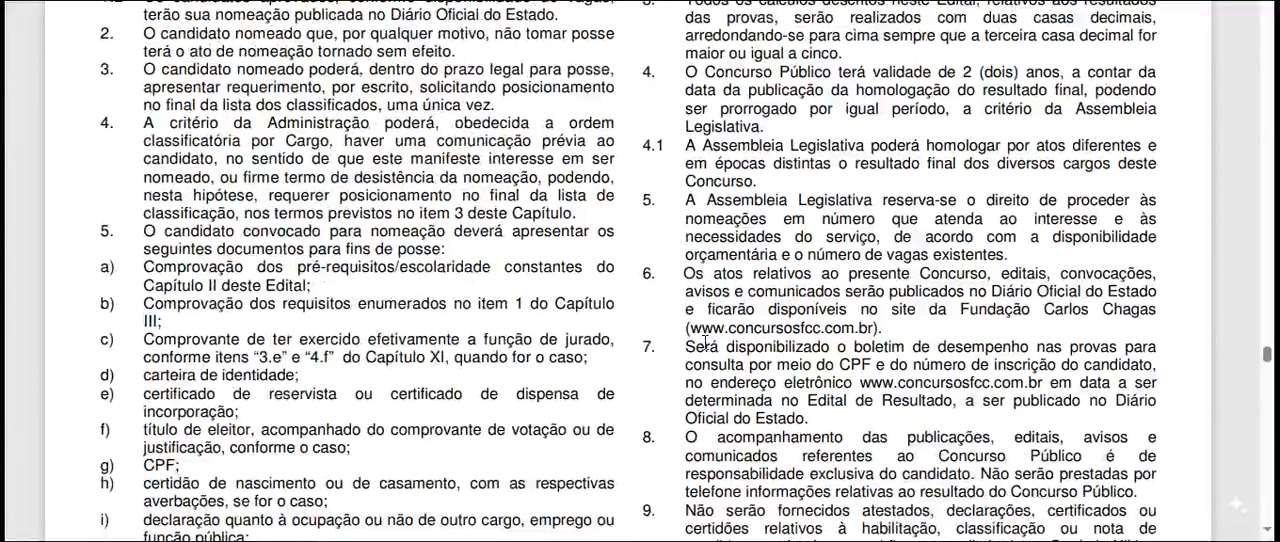 terão sua nomeação publicada no Diário Oficial do Estado.
2. O candidato nomeado que, por qualquer motivo, não tomar posse
terá o ato de nomeação tornado sem efeito.
3. O candidato nomeado poderá, dentro do prazo legal para posse,
apresentar requerimento, por escrito, solicitando posicionamento
no final da lista dos classificados, uma única vez.
4. A critério da Administração poderá, obedecida a ordem
classificatória por Cargo, haver uma comunicação prévia ao
candidato, no sentido de que este manifeste interesse em ser
nomeado, ou firme termo de desistência da nomeação, podendo,
nesta hipótese, requerer posicionamento no final da lista de
classificação, nos termos previstos no item 3 deste Capítulo.
5. O candidato convocado para nomeação deverá apresentar os
seguintes documentos para fins de posse:
a) Comprovação dos pré-requisitos/escolaridade constantes do
Capítulo II deste Edital;
b) Comprovação dos requisitos enumerados no item 1 do Capítulo
III;
c) Comprovante de ter exercido efetivamente a função de jurado,
conforme itens “3.e” e “4.f” do Capítulo XI, quando for o caso;
d) carteira de identidade;
e) certificado de reservista ou certificado de dispensa de
incorporação;
f) título de eleitor, acompanhado do comprovante de votação ou de
justificação, conforme o caso;
g) CPF;
h) certidão de nascimento ou de casamento, com as respectivas
averbações, se for o caso;
i) declaração quanto à ocupação ou não de outro cargo, emprego ou
função pública;
das provas, serão realizados com duas casas decimais,
arredondando-se para cima sempre que a terceira casa decimal for
maior ou igual a cinco.
4. O Concurso Público terá validade de 2 (dois) anos, a contar da
data da publicação da homologação do resultado final, podendo
ser prorrogado por igual período, a critério da Assembleia
Legislativa.
4.1 A Assembleia Legislativa poderá homologar por atos diferentes e
em épocas distintas o resultado final dos diversos cargos deste
Concurso.
5. A Assembleia Legislativa reserva-se o direito de proceder às
nomeações em número que atenda ao interesse e às
necessidades do serviço, de acordo com a disponibilidade
orçamentária e o número de vagas existentes.
6. Os atos relativos ao presente Concurso, editais, convocações,
avisos e comunicados serão publicados no Diário Oficial do Estado
e ficarão disponíveis no site da Fundação Carlos Chagas
(www.concursosfcc.com.br).
7. Será disponibilizado o boletim de desempenho nas provas para
consulta por meio do CPF e do número de inscrição do candidato,
no endereço eletrônico www.concursosfcc.com.br em data a ser
determinada no Edital de Resultado, a ser publicado no Diário
Oficial do Estado.
8. O acompanhamento das publicações, editais, avisos e
comunicados referentes ao Concurso Público é de
responsabilidade exclusiva do candidato. Não serão prestadas por
telefone informações relativas ao resultado do Concurso Público.
9. Não serão fornecidos atestados, declarações, certificados ou
certidões relativos à habilitação, classificação ou nota de